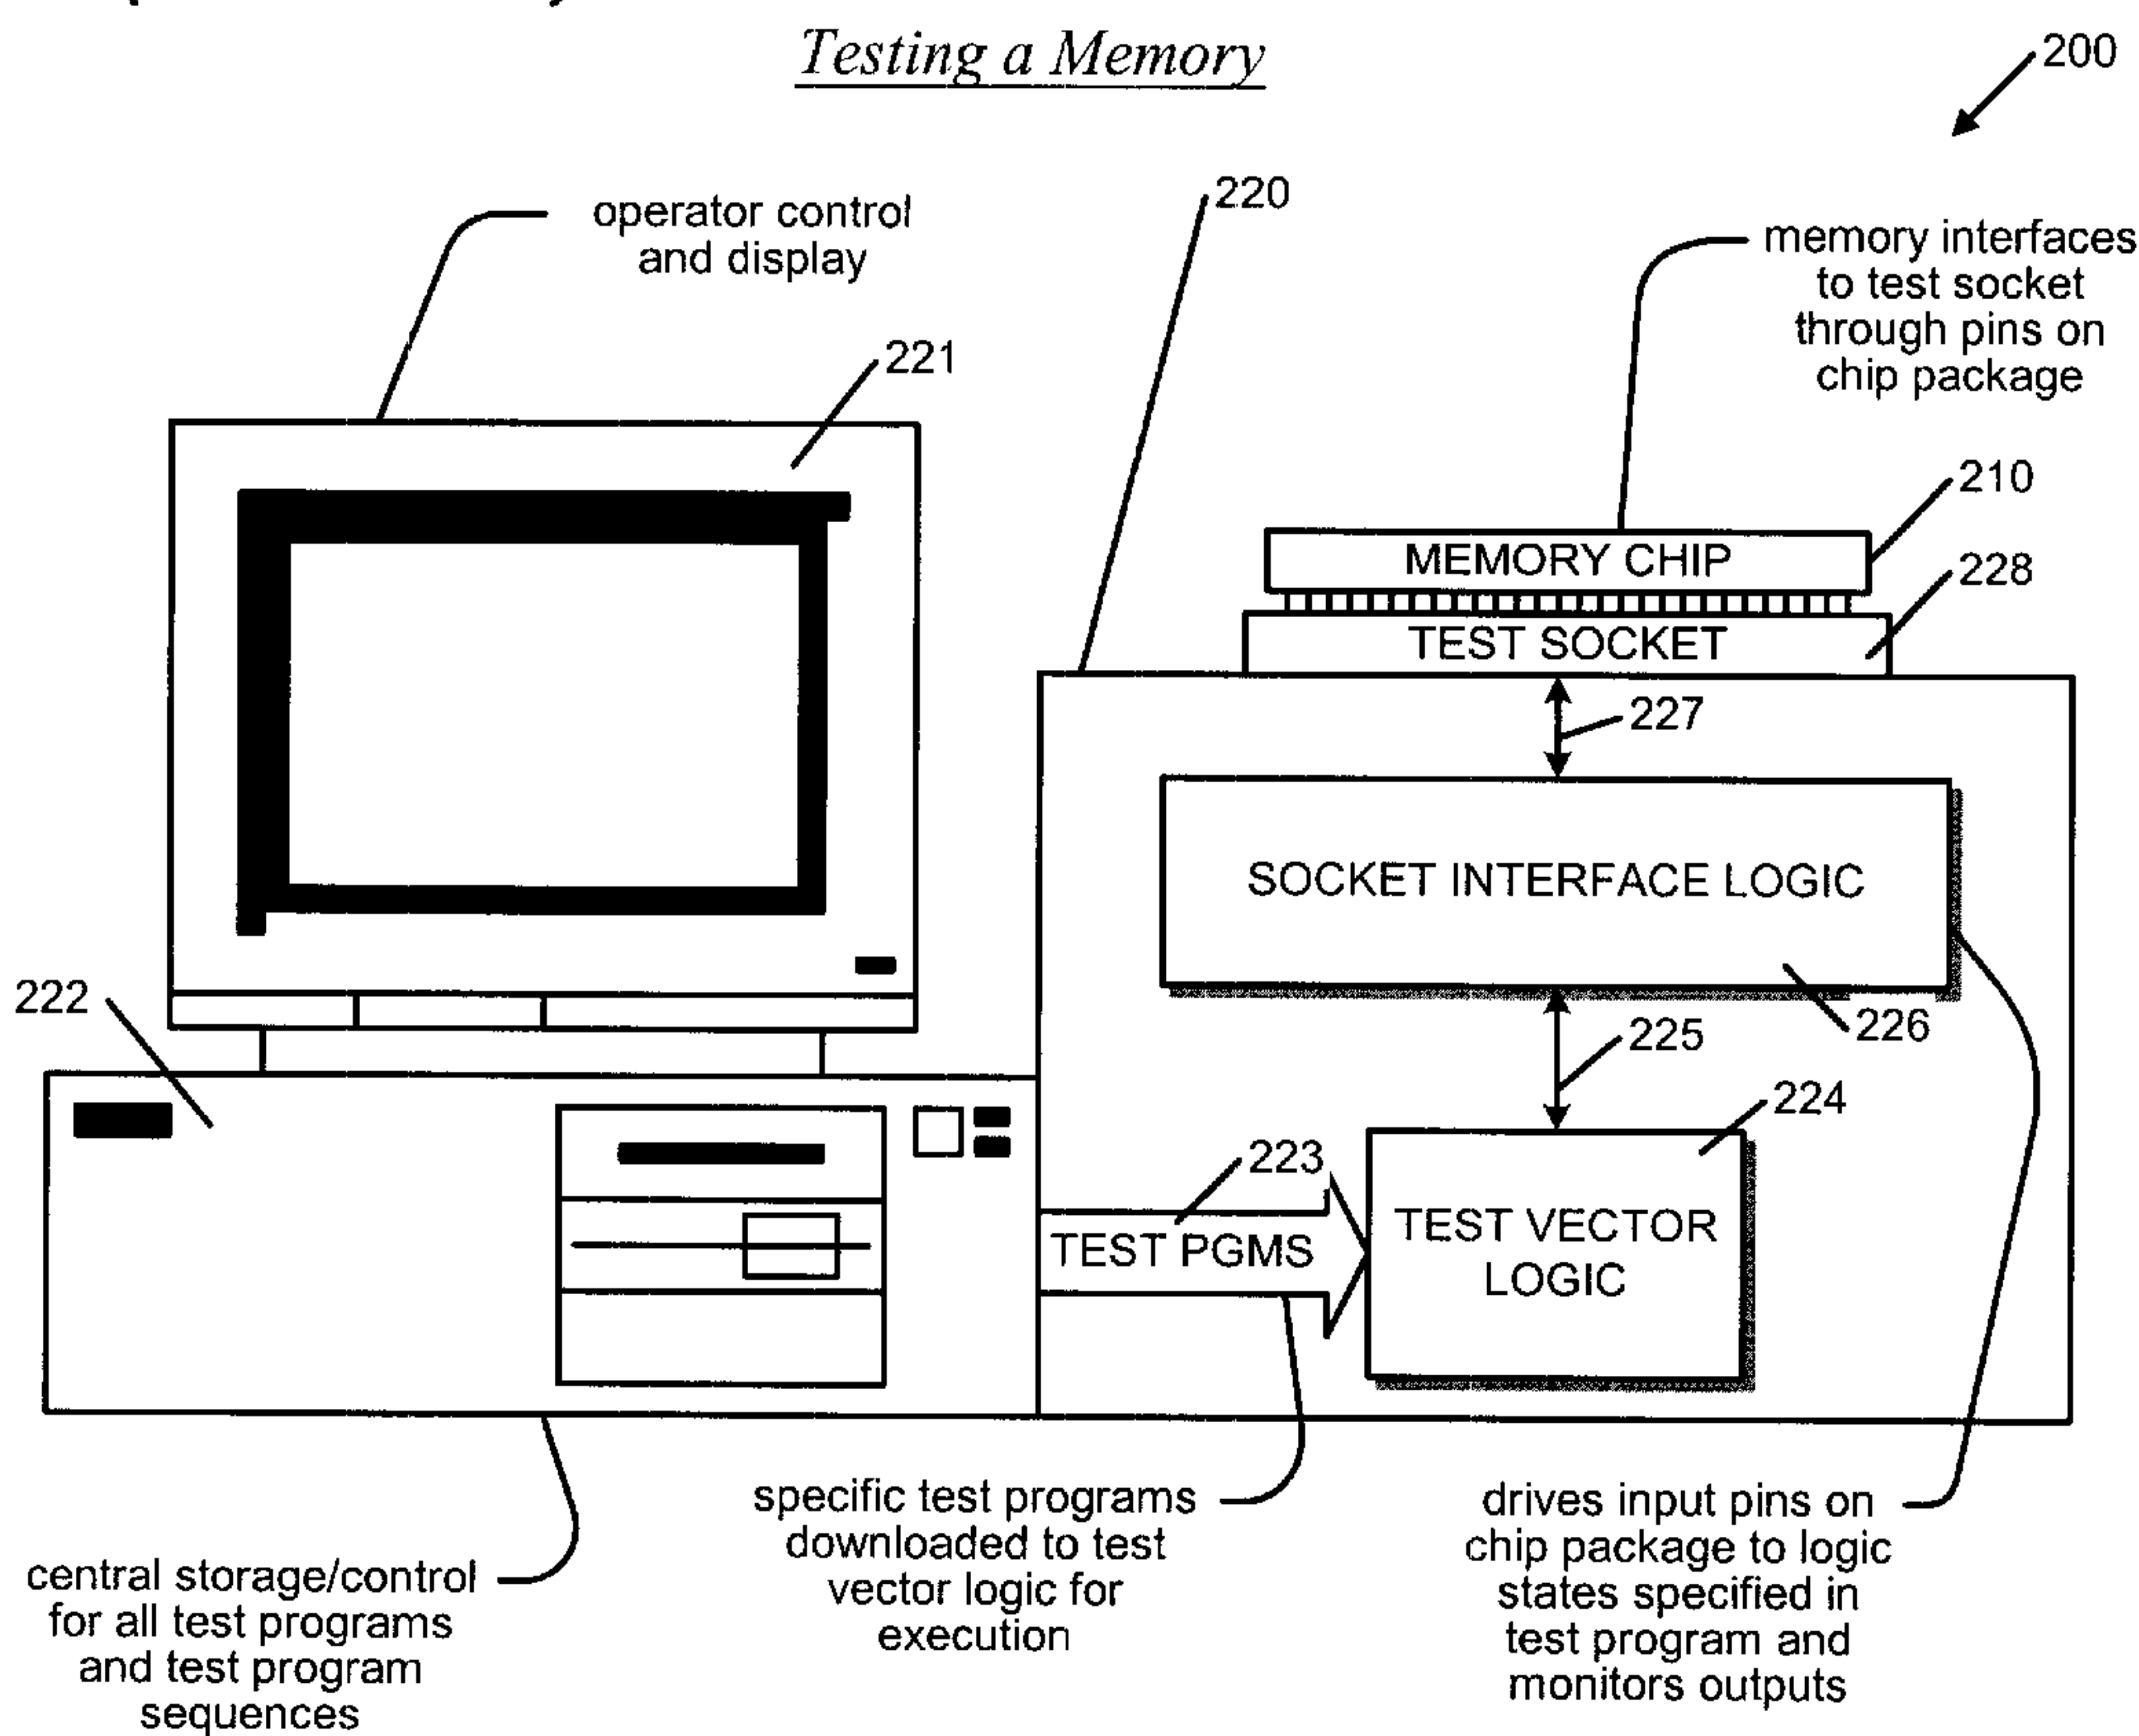 Testing a Memory
200
operator control
and display
220
memory interfaces
to test socket
through pins on
chip package
221
210
MEMORY CHIP
228
TEST SOCKET
227
SOCKET INTERFACE LOGIC
222
226
225
224
223
TEST PGMS
TEST VECTOR
LOGIC
specific test programs
downloaded to test
vector logic for
execution
drives input pins on
chip package to logic
states specified in
test program and
monitors outputs
central storage/control
for all test programs
and test program
sequences